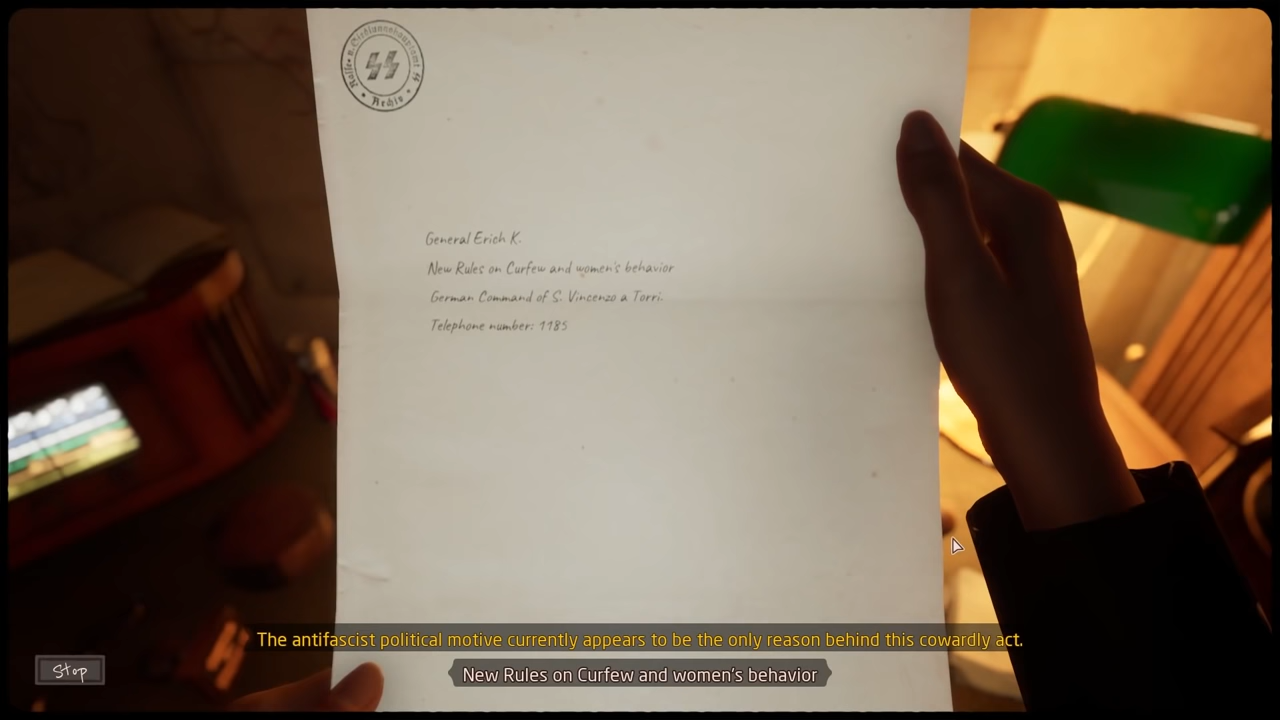 SS
Archiv
General Erich K.
New Rules on Curfew and women's behavior
German Command of S. Vincenzo a Torri.
Telephone number: 1185
The antifascist political motive currently appears to be the only reason behind this cowardly act.
Stop
New Rules on Curfew and women's behavior